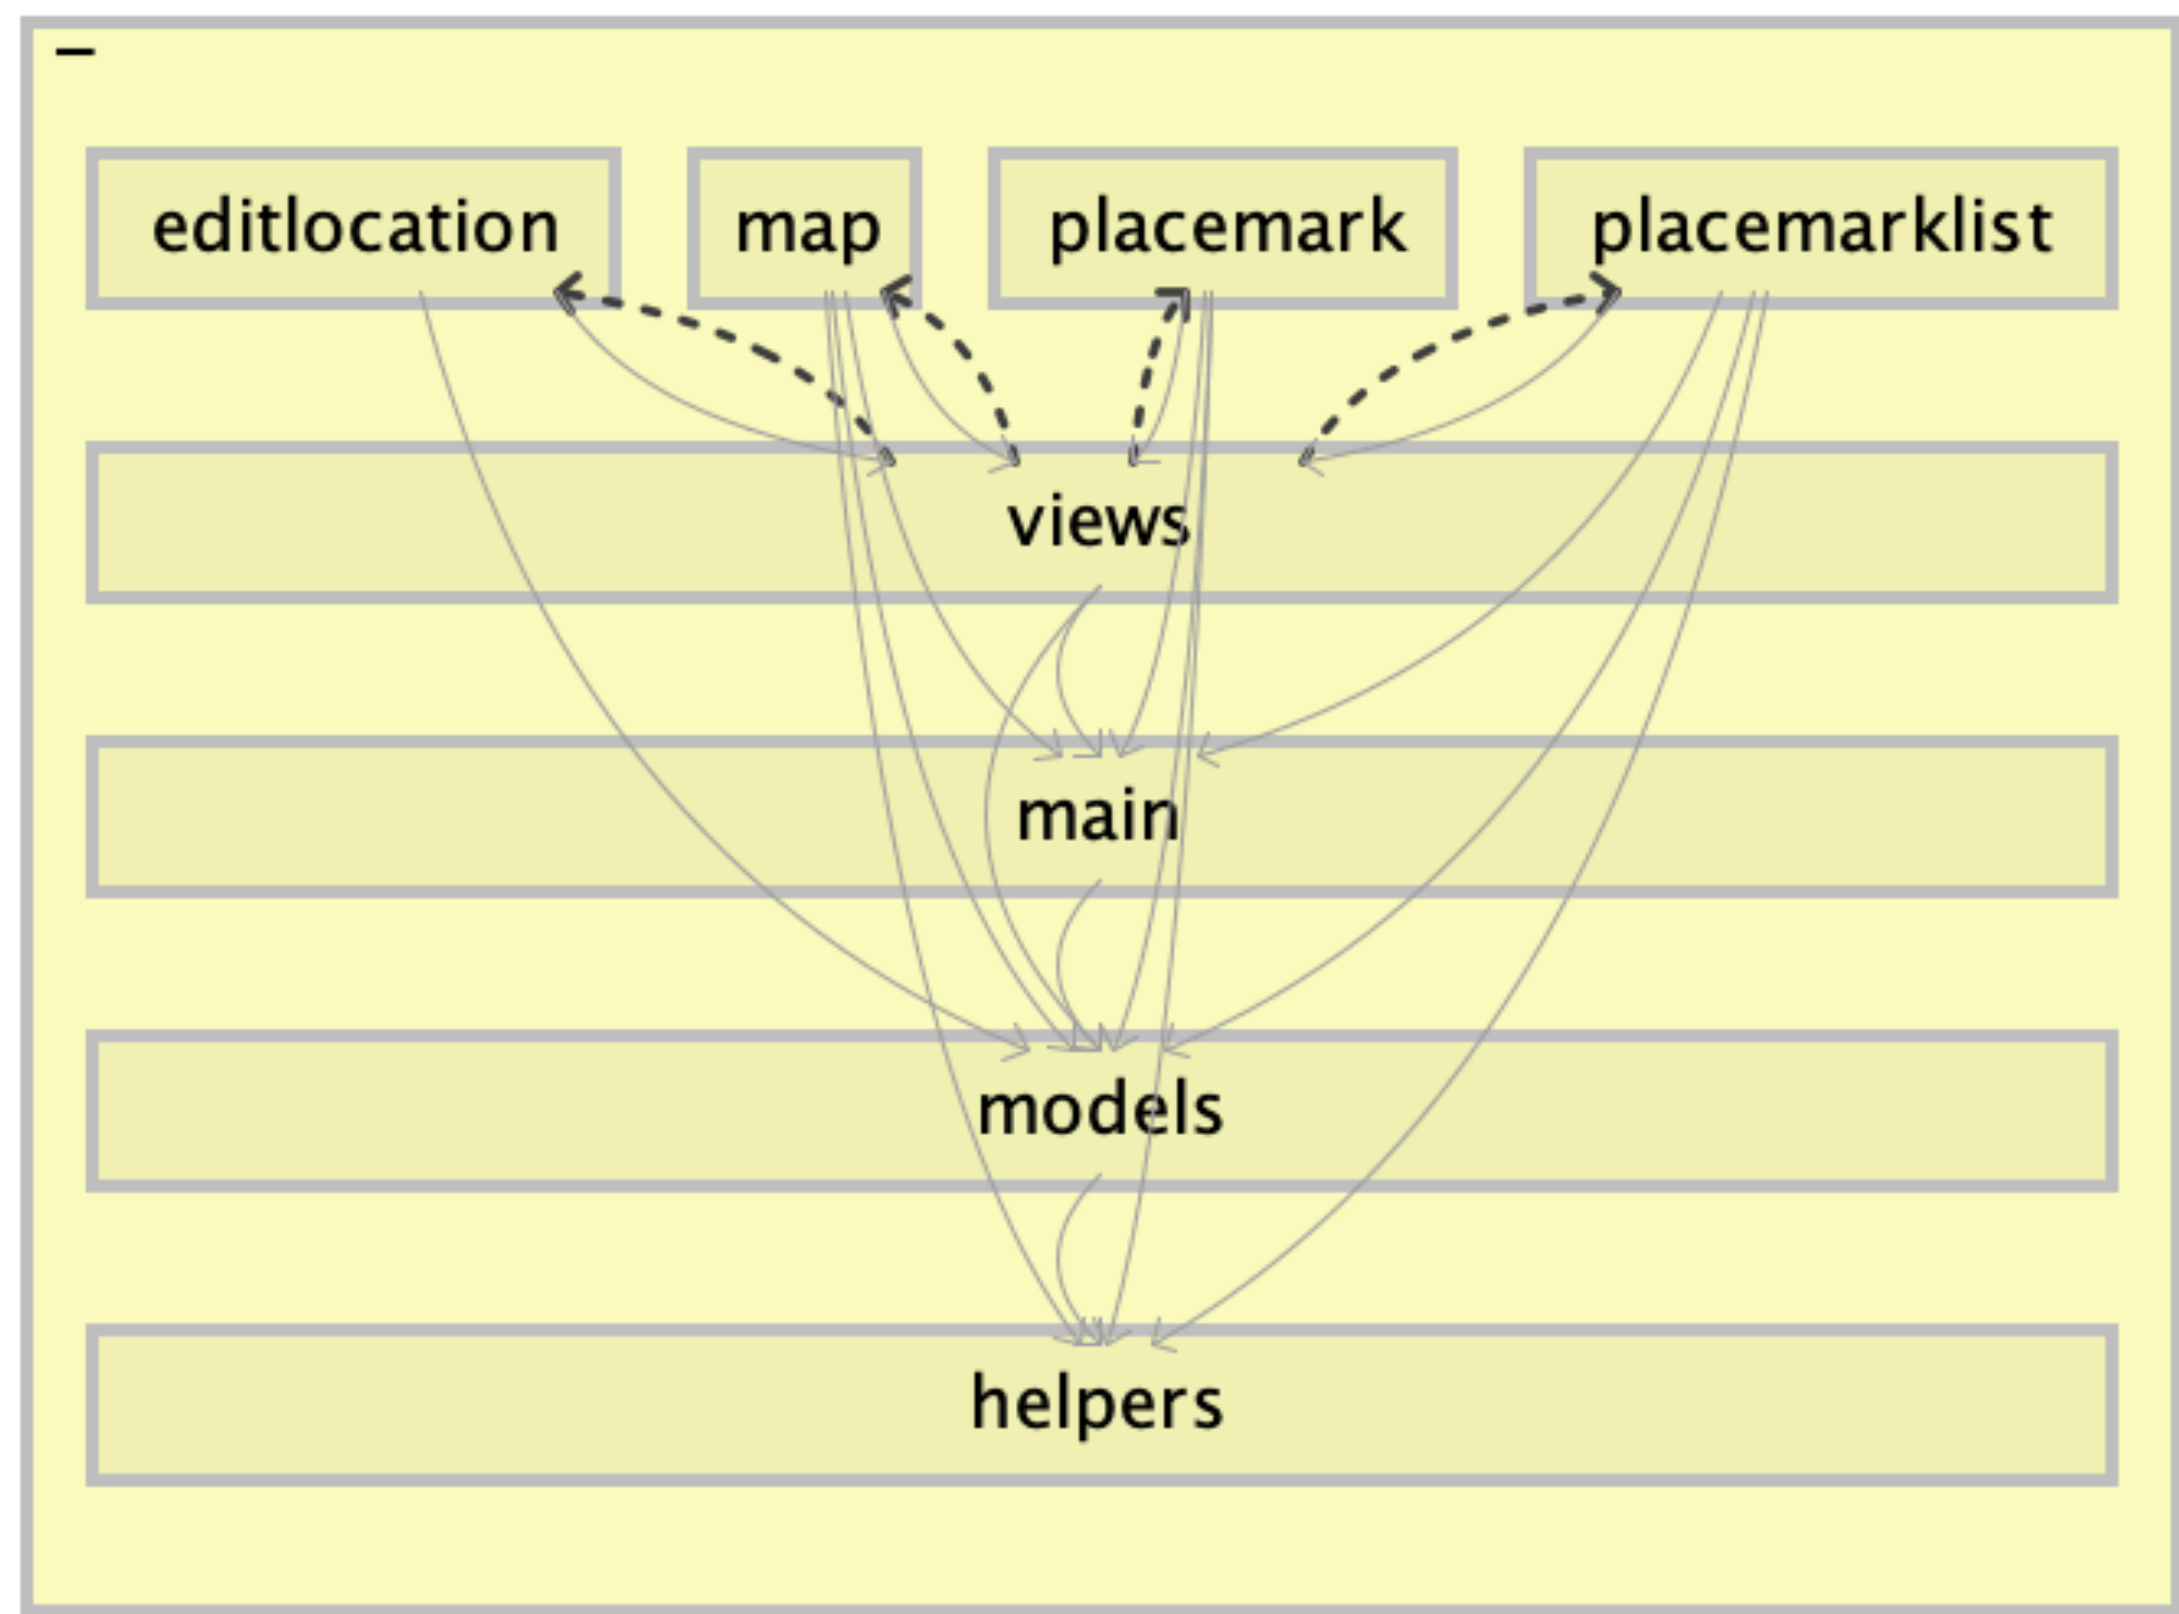 editlocation map placemark placemarklist
views
main
models
helpers